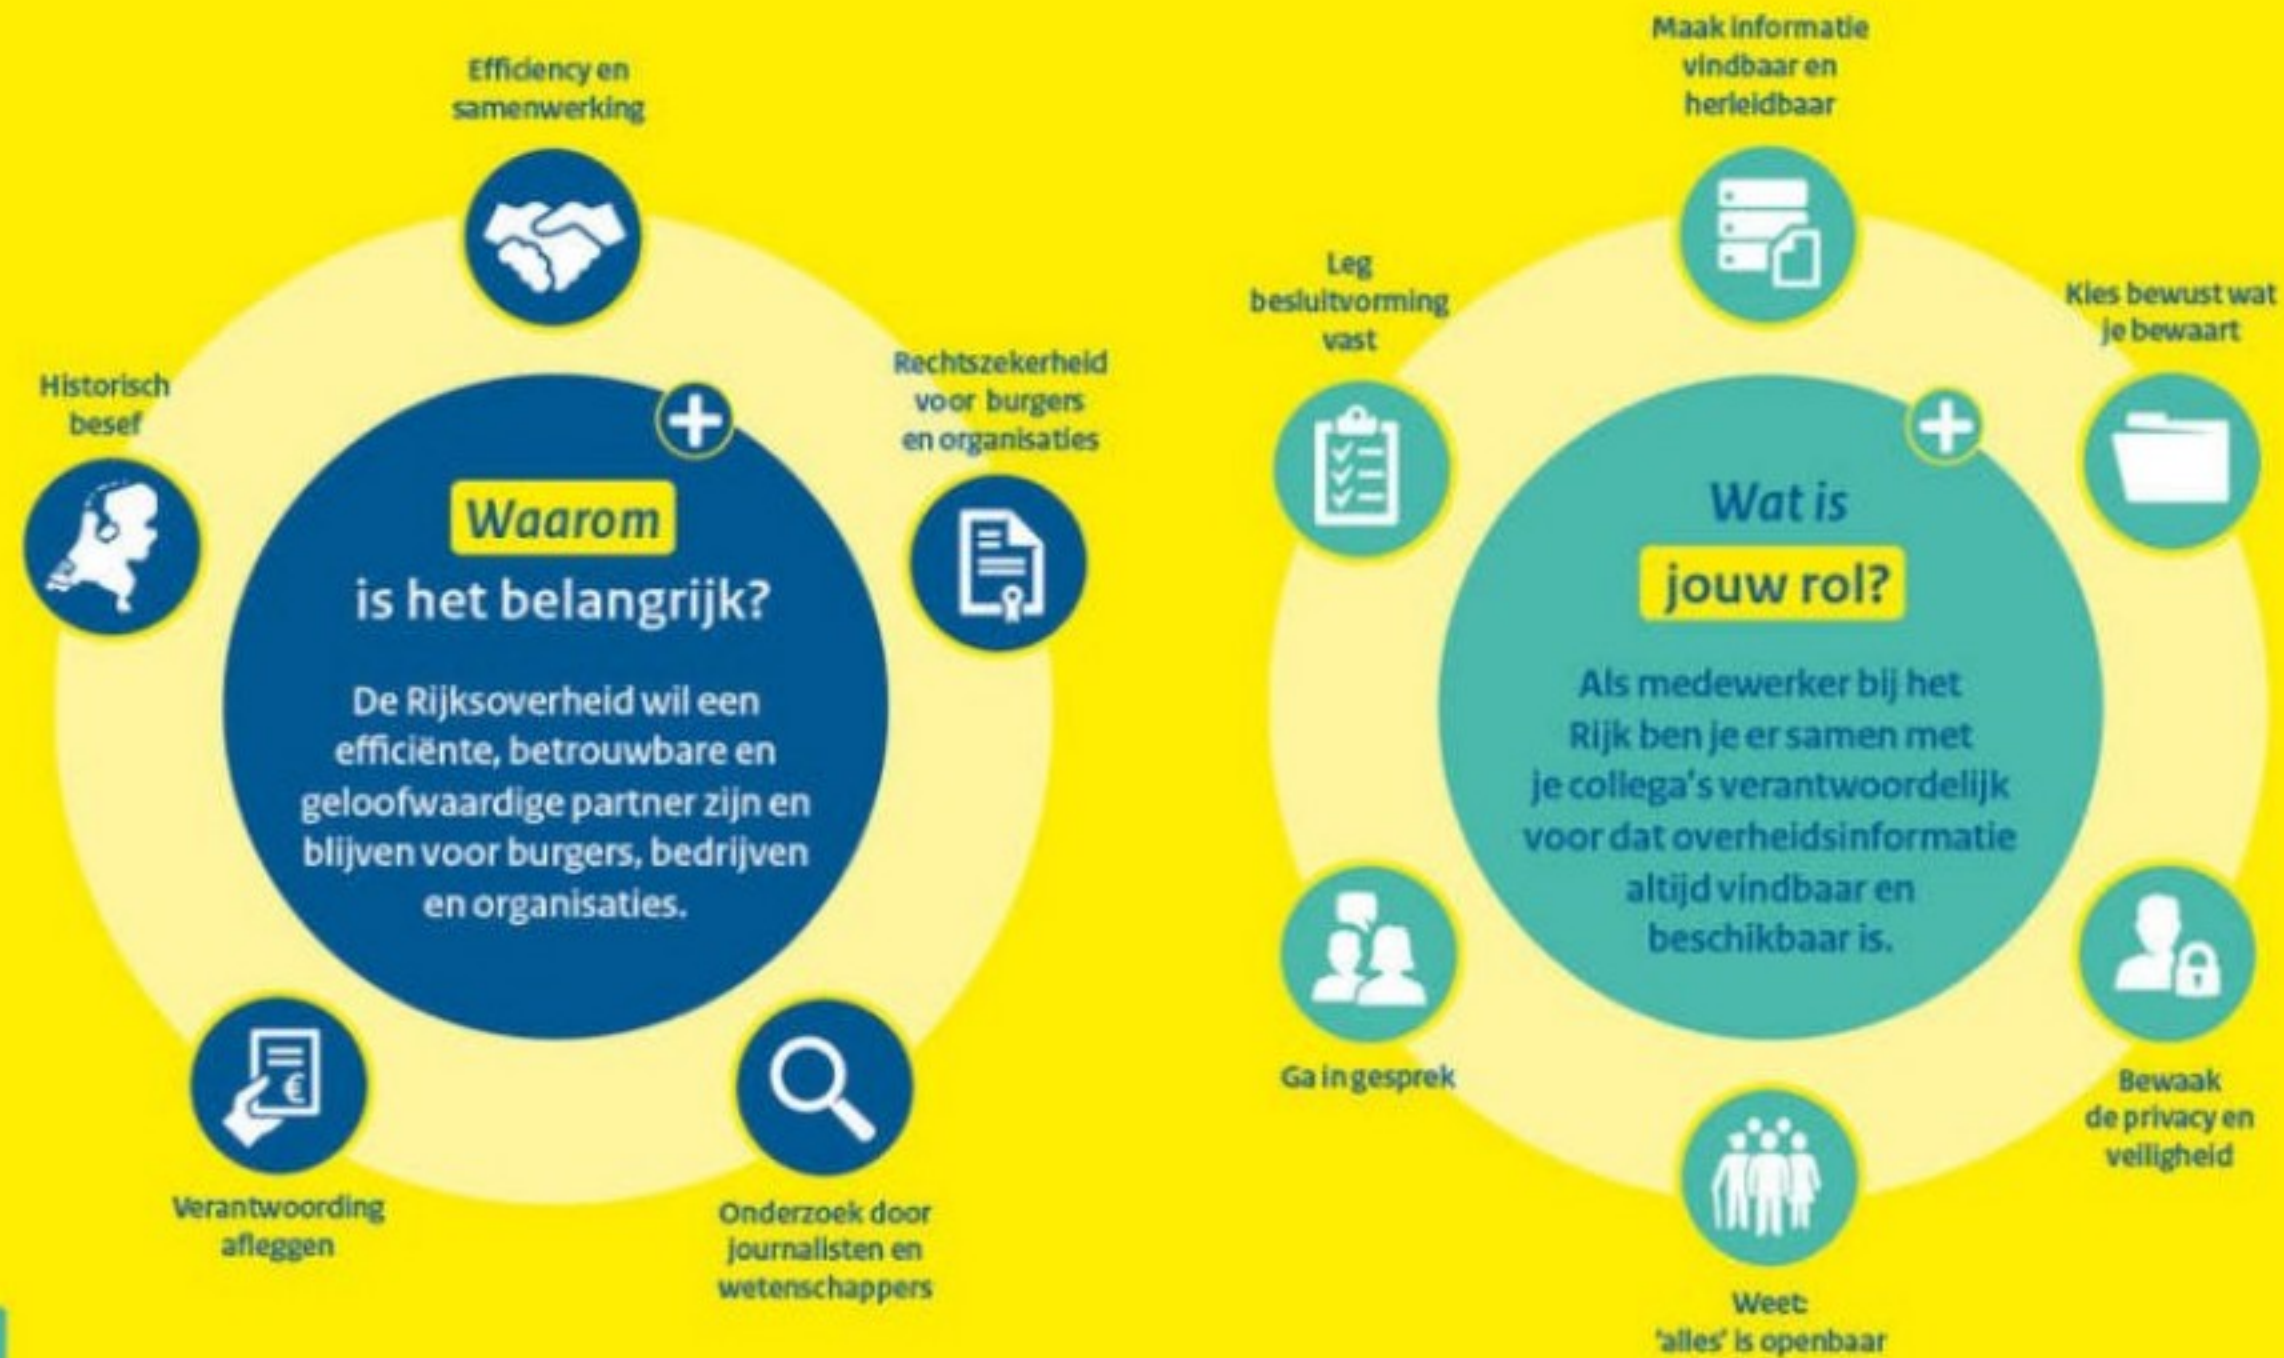 Efficiency en
samenwerking
Historisch
besef
Rechtszekerheid
voor burgers
en organisaties
Waarom
is het belangrijk?
De Rijksoverheid wil een
efficiënte, betrouwbare en
geloofwaardige partner zijn en
blijven voor burgers, bedrijven
en organisaties.
€
Verantwoording
afleggen
Onderzoek door
journalisten en
wetenschappers
Maak informatie
vindbaar en
herleidbaar
Leg
besluitvorming
vast
Kies bewust wat
je bewaart
Wat is
jouw rol?
Als medewerker bij het
Rijk ben je er samen met
je collega's verantwoordelijk
voor dat overheidsinformatie
altijd vindbaar en
beschikbaar is.
Ga in gesprek
Bewaak
de privacy en
veiligheid
Weet:
'alles' is openbaar